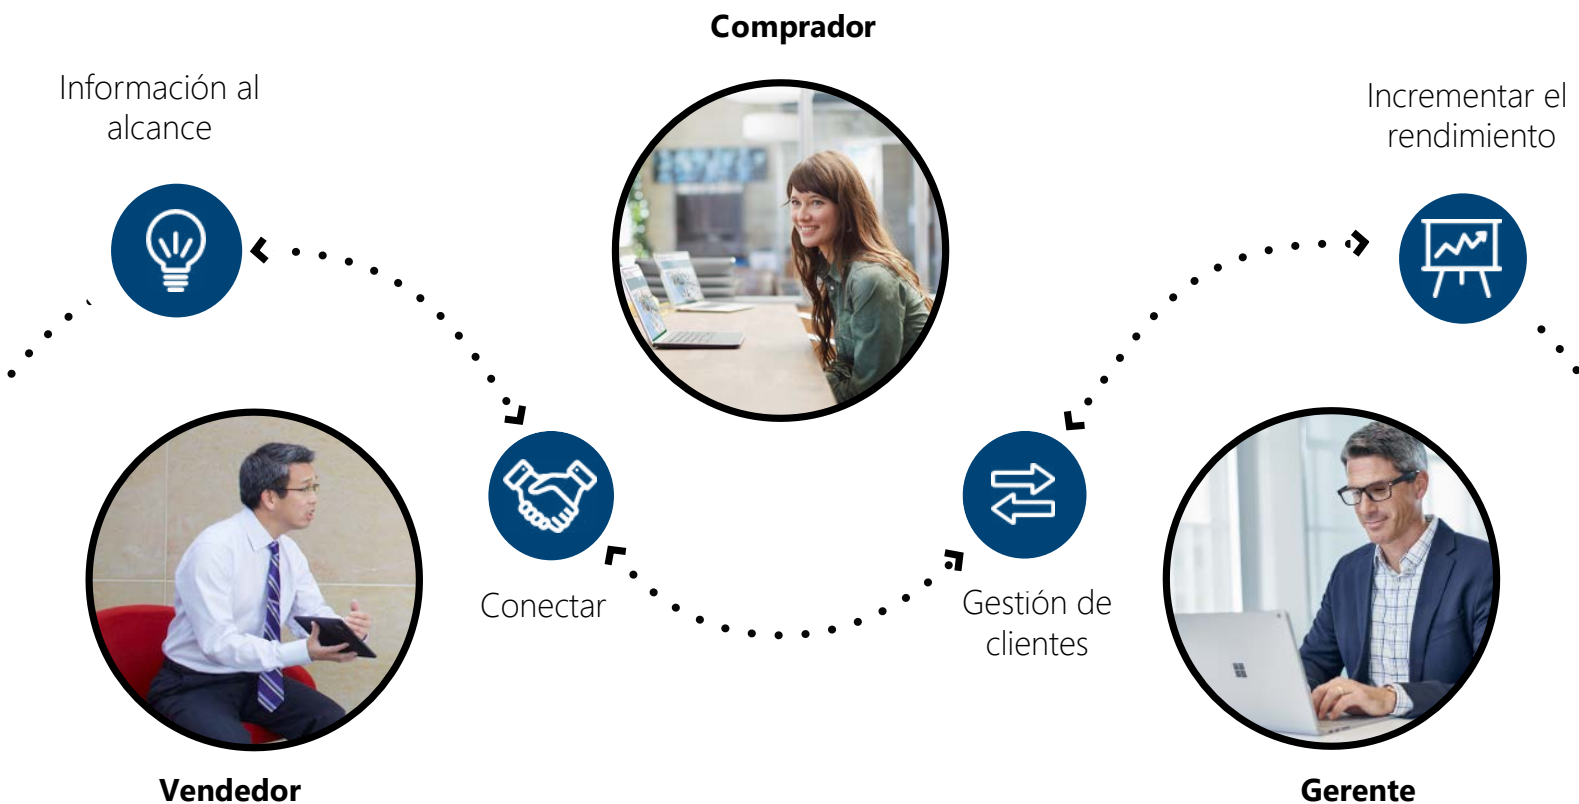 Comprador
Información al
alcance
Incrementar el
rendimiento
Conectar
Gestión de
clientes
Vendedor
Gerente